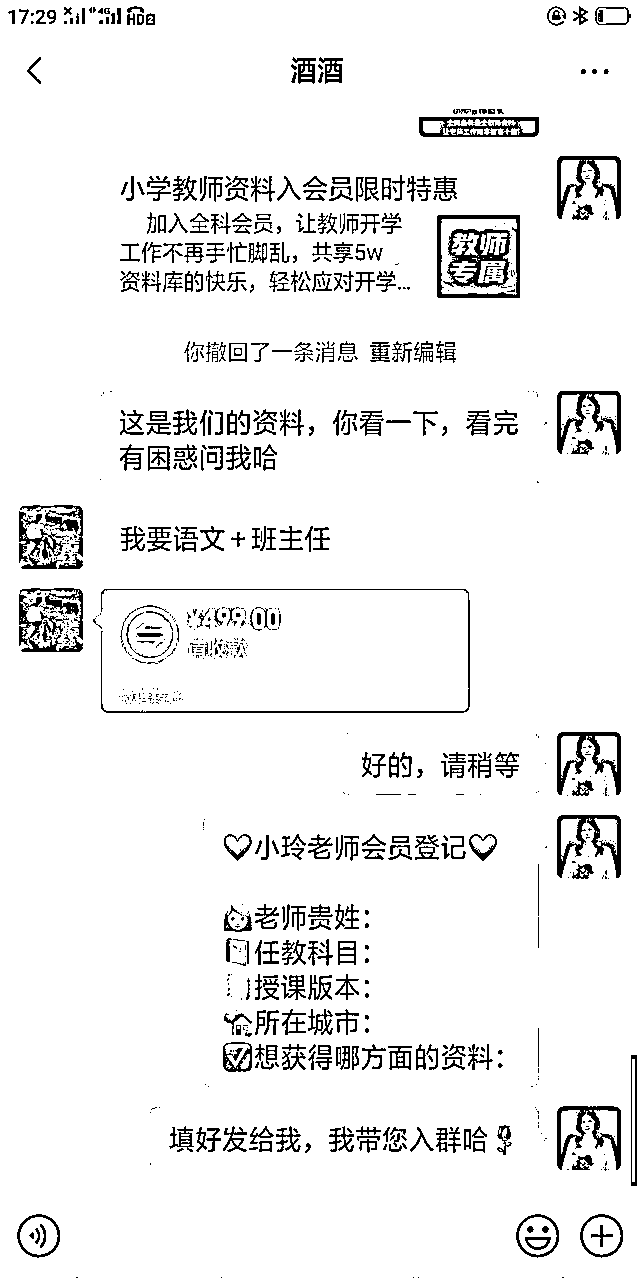 17:29
酒酒
小学教师资料入会员限时特惠
加入全科会员，让教师开学
工作不再手忙脚乱，共享5w
资料库的快乐，轻松应对开学...
教师
专属
你撤回了一条消息 重新编辑
这是我们的资料，你看一下，看完
有困惑问我哈
我要语文+班主任
¥499.00
请收款
好的，请稍等
♡小玲老师会员登记♡
老师贵姓：
任教科目：
授课版本：
所在城市：
想获得哪方面的资料：
填好发给我，我带您入群哈🌹